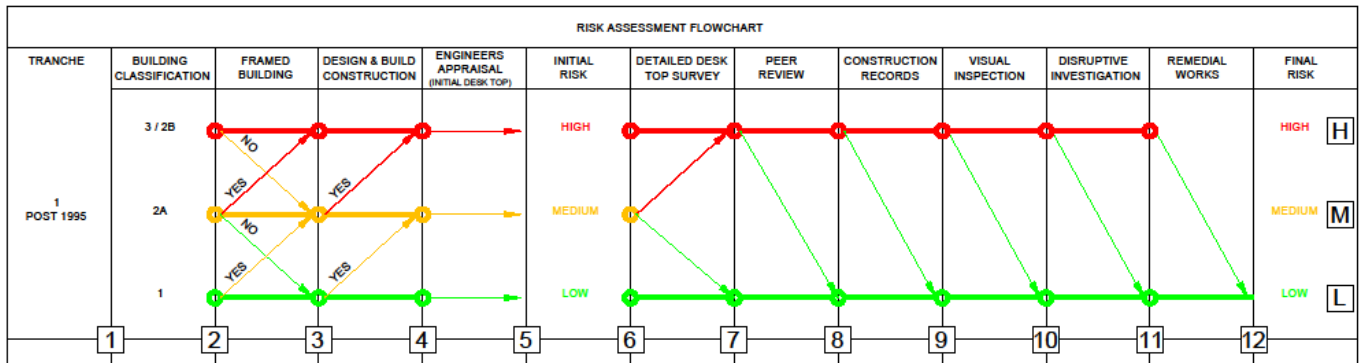 RISK ASSESSMENT FLOWCHART
TRANCHE
BUILDING
CLASSIFICATION
FRAMED
BUILDING
DESIGN & BUILD
CONSTRUCTION
ENGINEERS
APPRAISAL
(INITIAL DESK TOP)
INITIAL
RISK
DETAILED DESK
TOP SURVEY
PEER
REVIEW
CONSTRUCTION
RECORDS
VISUAL
INSPECTION
DISRUPTIVE
INVESTIGATION
REMEDIAL
WORKS
FINAL
RISK
3 / 2B
NO
HIGH
HIGH
H
YES
YES
1
POST 1995
2A
NO
MEDIUM
MEDIUM
M
YES
YES
1
LOW
LOW
L
1
2
3
4
5
6
7
8
9
10
11
12